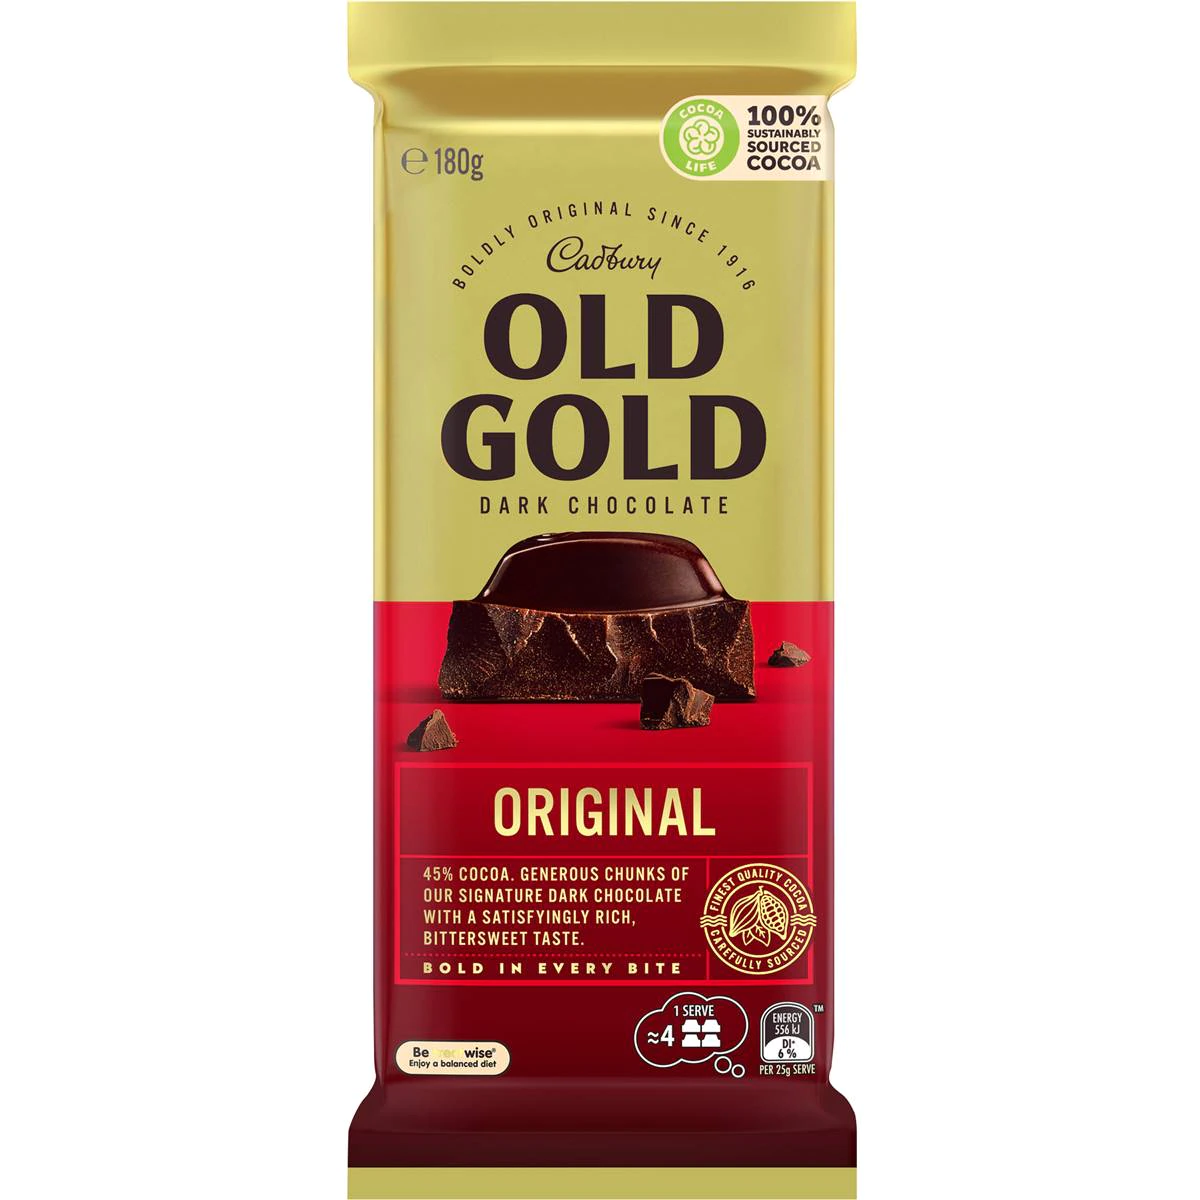 COCOA LIFE
100%
SUSTAINABLY
SOURCED
COCOA
℮ 180g
BOLDLY ORIGINAL SINCE 1916
Cadbury
OLD
GOLD
DARK CHOCOLATE
ORIGINAL
45% COCOA. GENEROUS CHUNKS OF
OUR SIGNATURE DARK CHOCOLATE
WITH A SATISFYINGLY RICH,
BITTERSWEET TASTE.
BOLD IN EVERY BITE
FINEST QUALITY COCOA
CAREFULLY SOURCED
1 SERVE
≈4
ENERGY
556 kJ
DI*
6%
PER 25g SERVE
TM
Be treatwise®
Enjoy a balanced diet